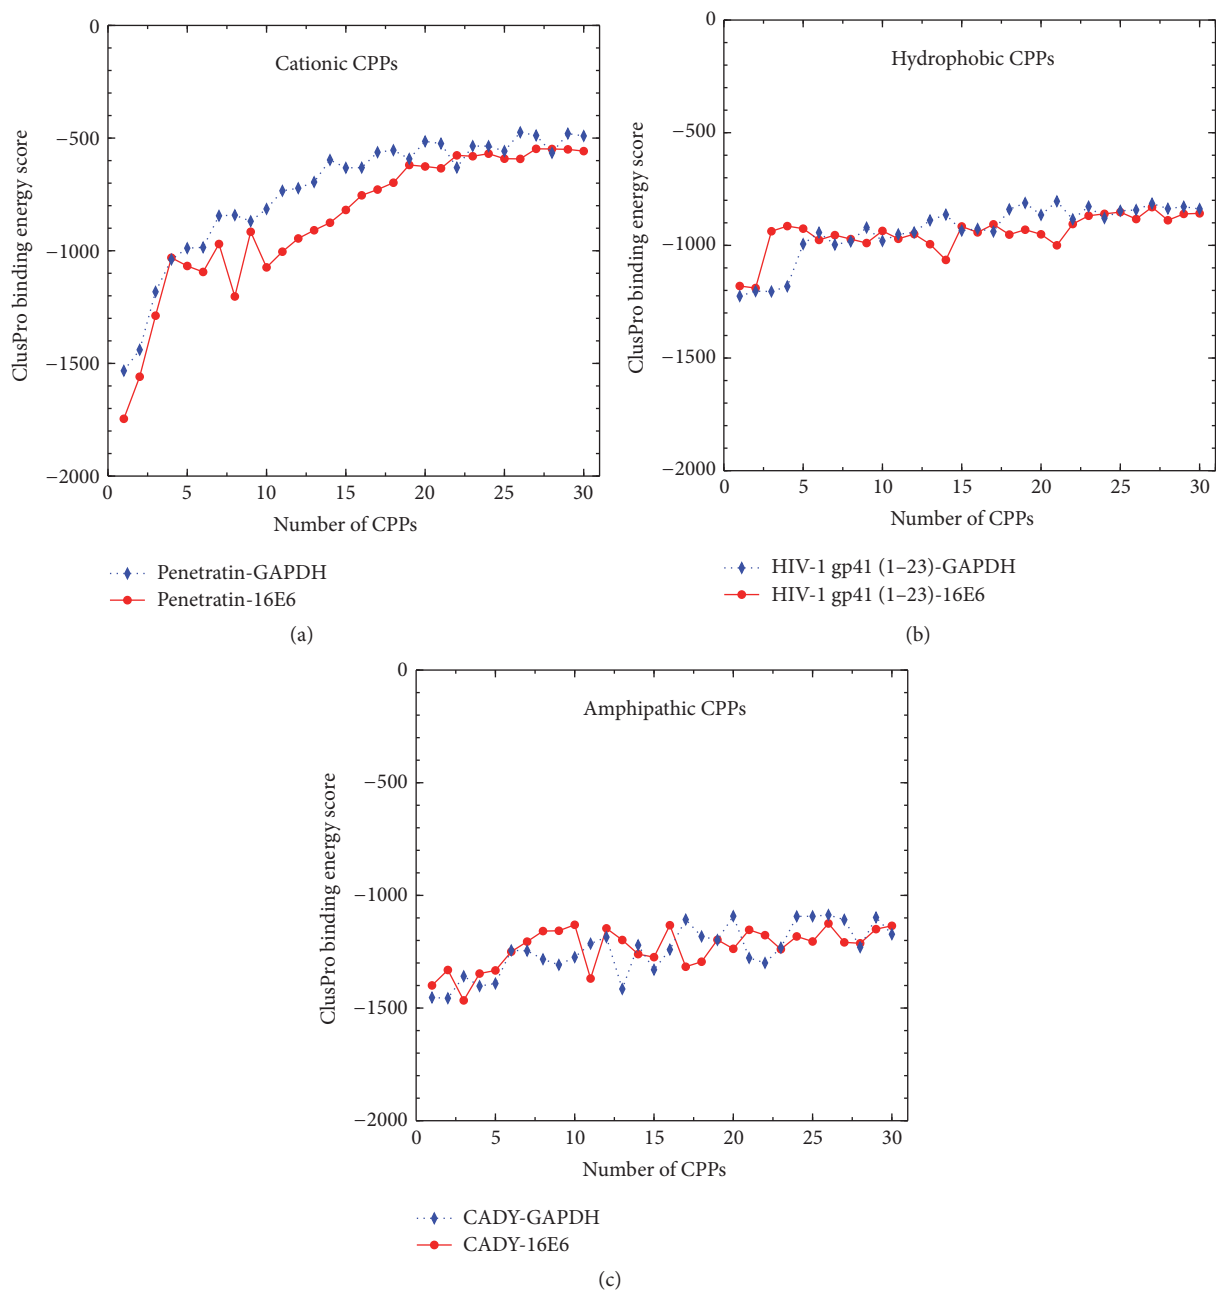 Cationic CPPs
ClusPro binding energy score
0
−500
−1000
−1500
−2000
0 5 10 15 20 25 30
Number of CPPs
Penetratin-GAPDH
Penetratin-16E6
(a)
Hydrophobic CPPs
ClusPro binding energy score
0
−500
−1000
−1500
−2000
0 5 10 15 20 25 30
Number of CPPs
HIV-1 gp41 (1–23)-GAPDH
HIV-1 gp41 (1–23)-16E6
(b)
Amphipathic CPPs
ClusPro binding energy score
0
−500
−1000
−1500
−2000
0 5 10 15 20 25 30
Number of CPPs
CADY-GAPDH
CADY-16E6
(c)